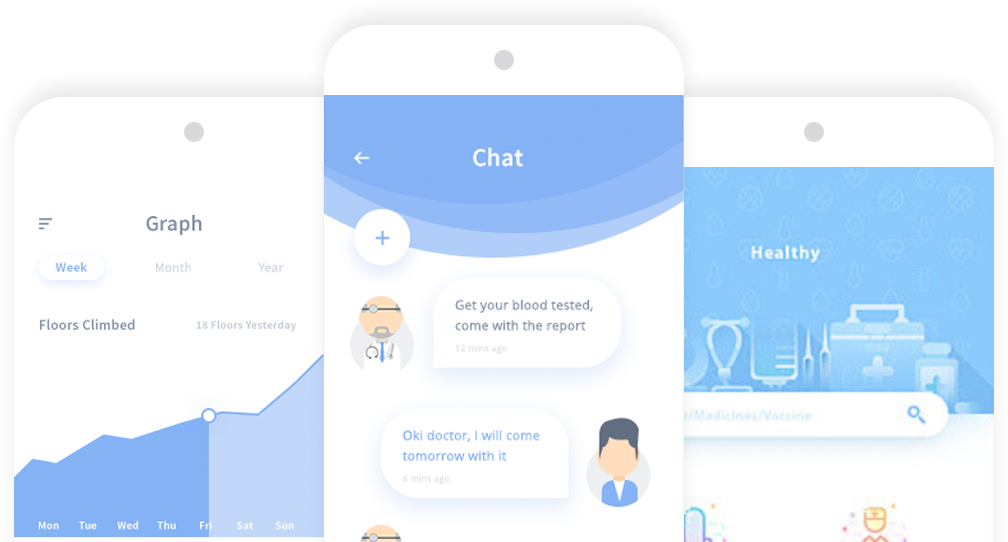 Graph
Week Month Year
Floors Climbed 18 Floors Yesterday
Mon Tue Wed Thu Fri Sat Sun
Chat
Get your blood tested,
come with the report
12 mins ago
Oki doctor, I will come
tomorrow with it
6 mins ago
Healthy
/Medicines/Vaccine